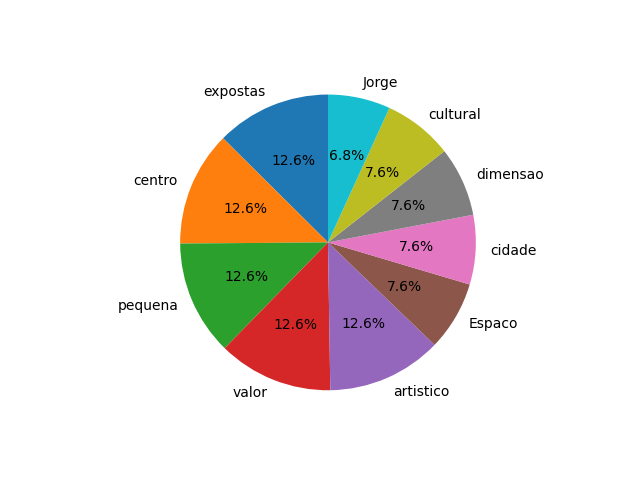 Jorge
expostas
cultural
6.8%
12.6%
7.6%
dimensao
centro
12.6%
7.6%
7.6%
cidade
12.6%
7.6%
pequena
12.6%
12.6%
Espaco
valor
artistico